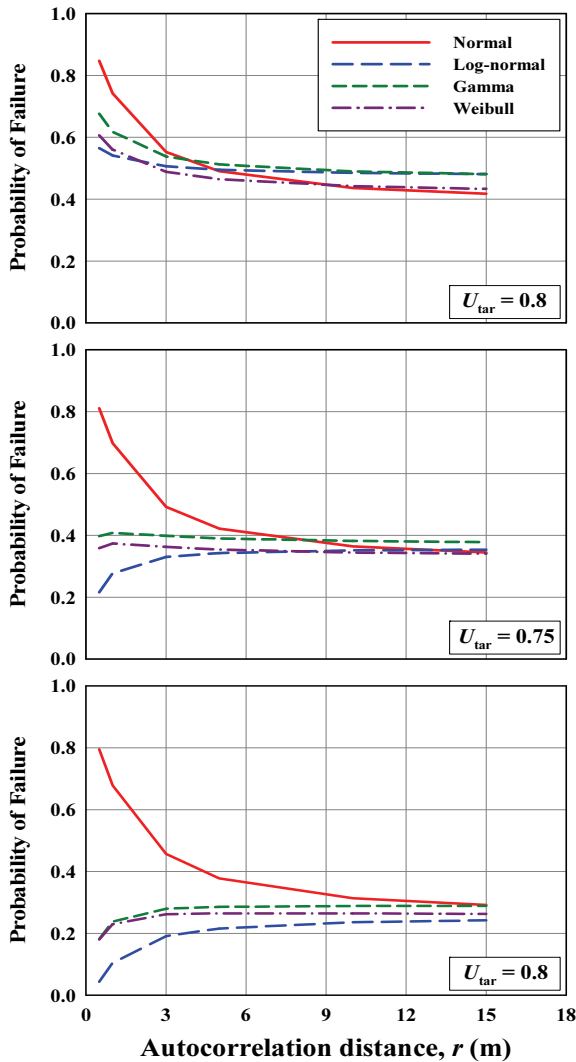 1.0
0.8
0.6
0.4
0.2
0.0
Probability of Failure
Normal
Log-normal
Gamma
Weibull
U_tar = 0.8
1.0
0.8
0.6
0.4
0.2
0.0
Probability of Failure
U_tar = 0.75
1.0
0.8
0.6
0.4
0.2
0.0
Probability of Failure
U_tar = 0.8
0 3 6 9 12 15 18
Autocorrelation distance, r (m)